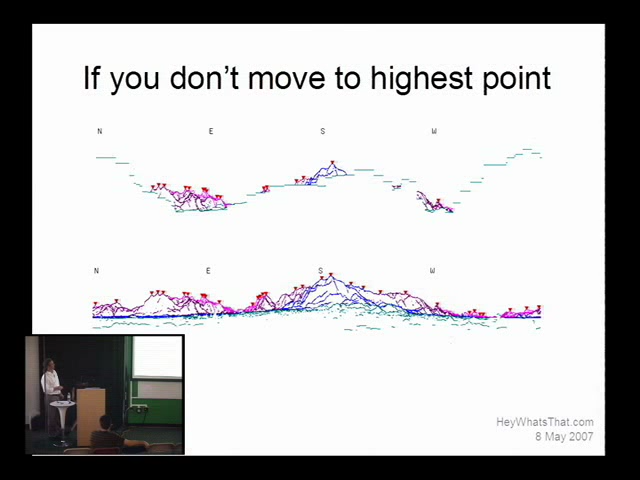 If you don't move to highest point
N E S W
N E S W
HeyWhatsThat.com
8 May 2007